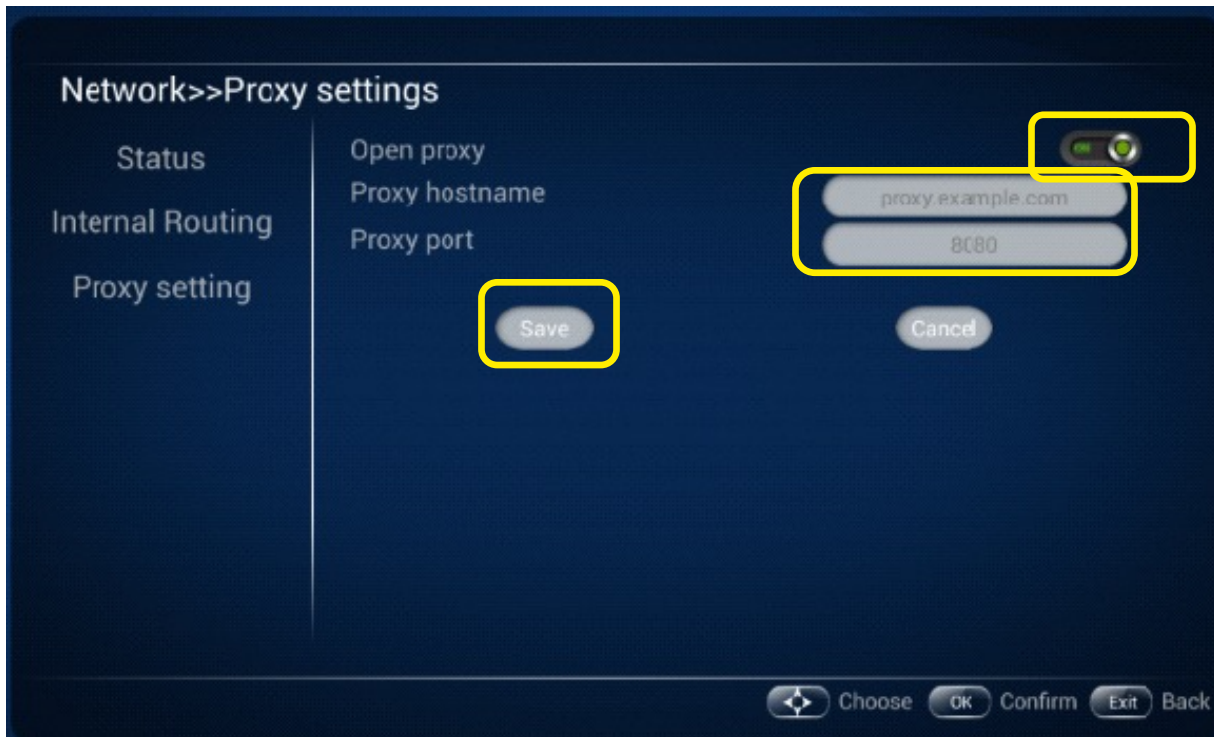 Network>>Proxy settings
Status
Internal Routing
Proxy setting
Open proxy
ON
Proxy hostname
proxy.example.com
Proxy port
8080
Save
Cancel
Choose OK Confirm Exit Back